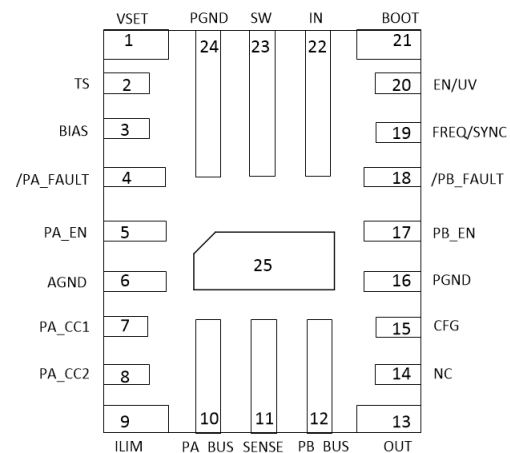 VSET PGND SW IN BOOT
1 24 23 22 21
TS 2 20 EN/UV
BIAS 3 19 FREQ/SYNC
/PA_FAULT 4 18 /PB_FAULT
PA_EN 5 17 PB_EN
25
AGND 6 16 PGND
PA_CC1 7 15 CFG
PA_CC2 8 14 NC
9 10 11 12 13
ILIM PA BUS SENSE PB BUS OUT